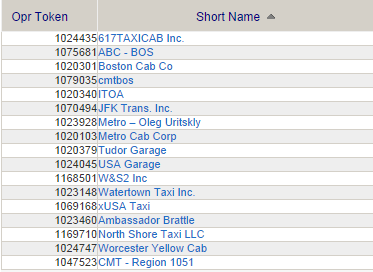 Opr Token Short Name
1024435 617TAXICAB Inc.
1075681 ABC - BOS
1020301 Boston Cab Co
1079035 cmtbos
1020340 ITOA
1070494 JFK Trans. Inc.
1023928 Metro – Oleg Uritskly
1020103 Metro Cab Corp
1020379 Tudor Garage
1024045 USA Garage
1168501 W&S2 Inc
1023148 Watertown Taxi Inc.
1069168 xUSA Taxi
1023460 Ambassador Brattle
1169710 North Shore Taxi LLC
1024747 Worcester Yellow Cab
1047523 CMT - Region 1051